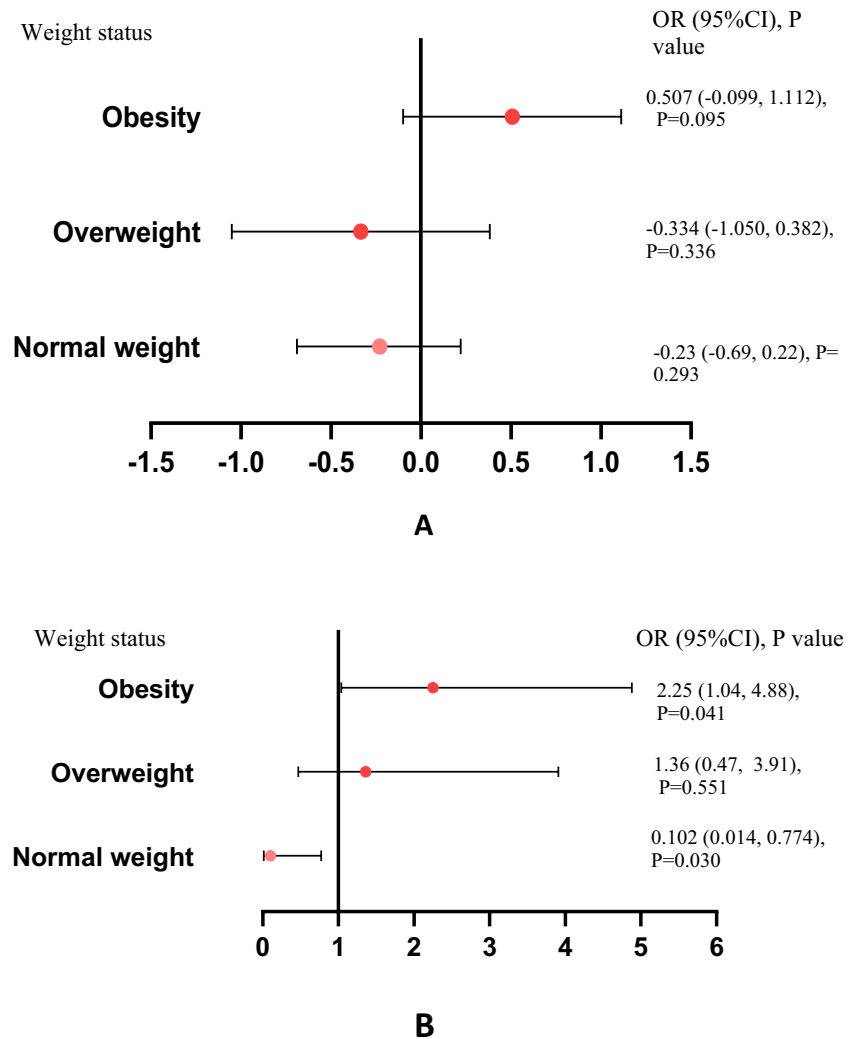 Weight status
OR (95%CI), P
value
Obesity
0.507 (-0.099, 1.112),
P=0.095
Overweight
-0.334 (-1.050, 0.382),
P=0.336
Normal weight
-0.23 (-0.69, 0.22), P=
0.293
-1.5 -1.0 -0.5 0.0 0.5 1.0 1.5
A
Weight status
OR (95%CI), P value
Obesity
2.25 (1.04, 4.88),
P=0.041
Overweight
1.36 (0.47, 3.91),
P=0.551
Normal weight
0.102 (0.014, 0.774),
P=0.030
0 1 2 3 4 5 6
B